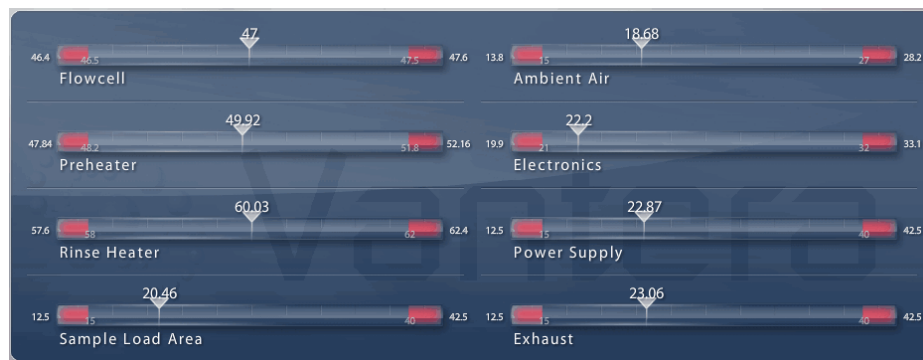 47
46.4 46.5 47.5 47.6
Flowcell
18.68
13.8 15 27 28.2
Ambient Air
49.92
47.84 48.2 51.8 52.16
Preheater
22.2
19.9 21 32 33.1
Electronics
60.03
57.6 58 62 62.4
Rinse Heater
22.87
12.5 15 40 42.5
Power Supply
20.46
12.5 15 40 42.5
Sample Load Area
23.06
12.5 15 40 42.5
Exhaust
Vantera